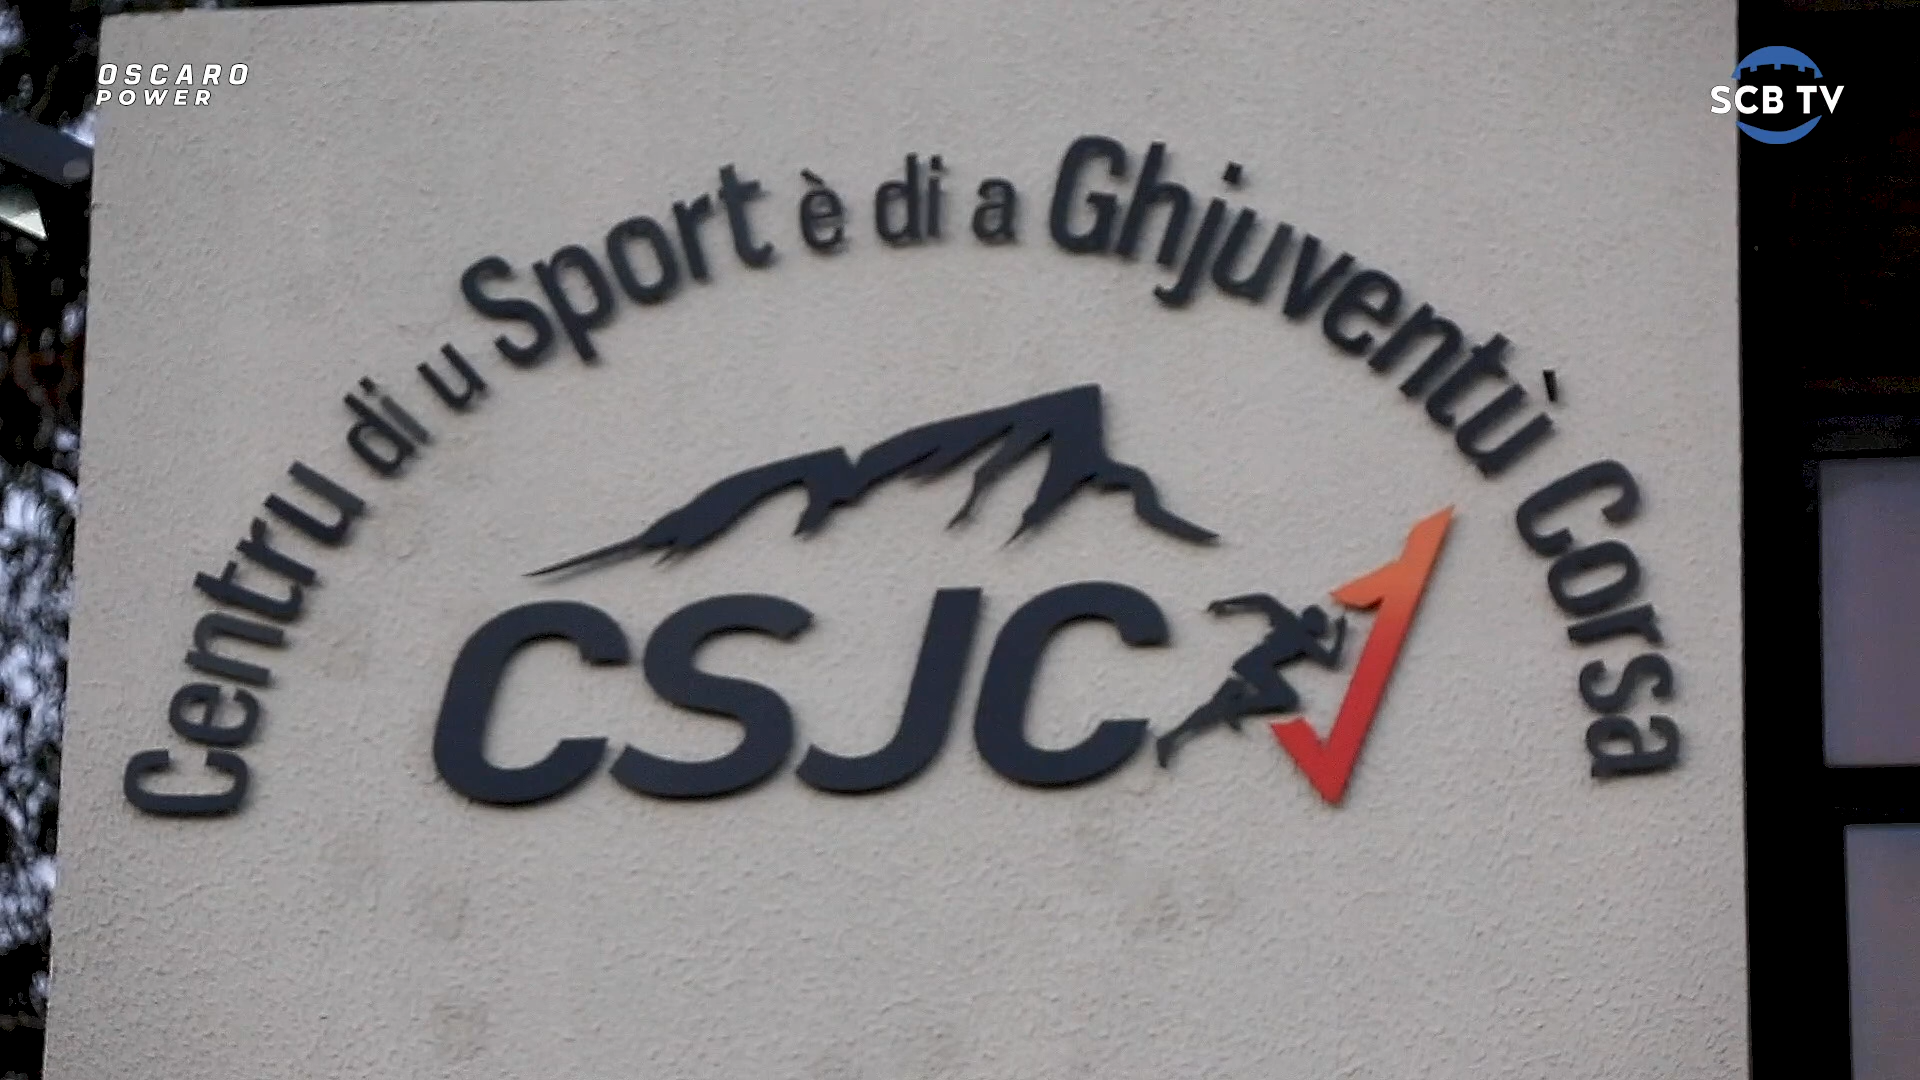 OSCARO
POWER
SCB TV
Centru di u Sport è di a Ghjuventù Corsa
CSJC